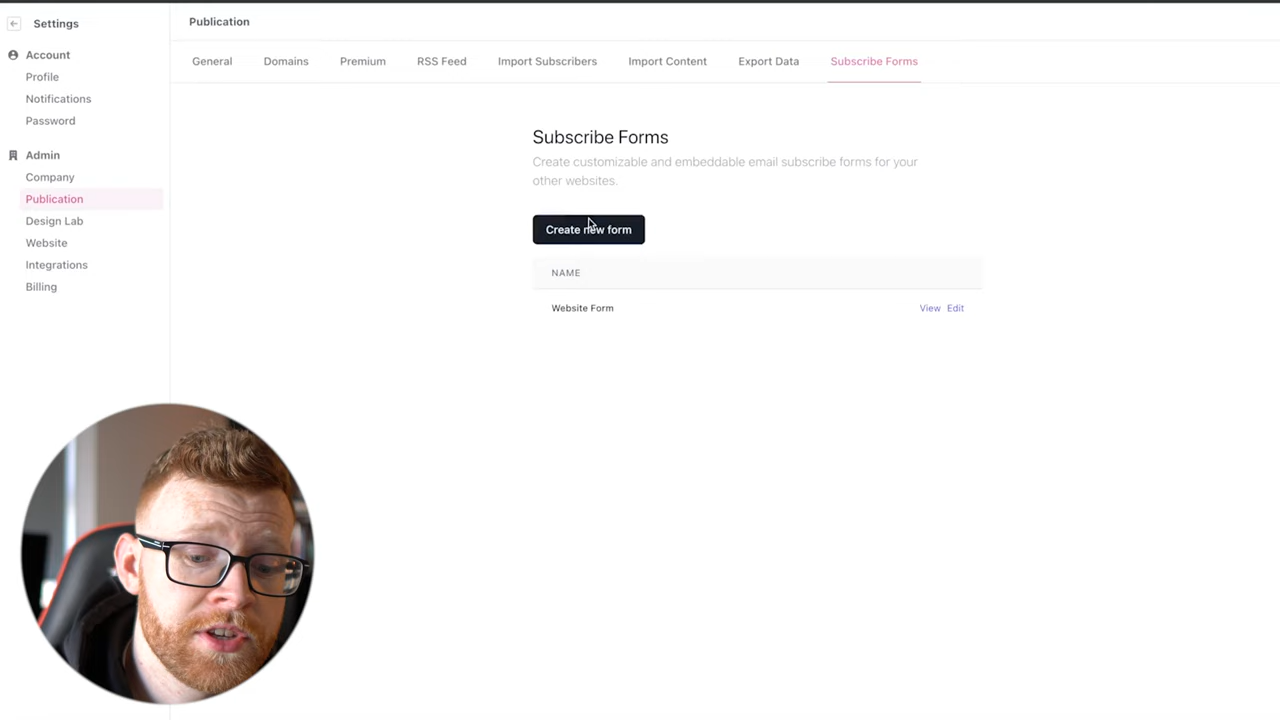 Settings
Account
Profile
Notifications
Password
Admin
Company
Publication
Design Lab
Website
Integrations
Billing
Publication
General Domains Premium RSS Feed Import Subscribers Import Content Export Data Subscribe Forms
Subscribe Forms
Create customizable and embeddable email subscribe forms for your
other websites.
Create new form
NAME
Website Form View Edit